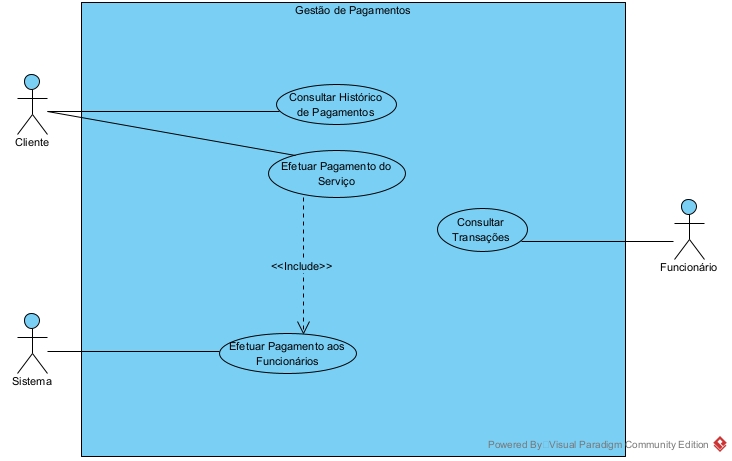 Gestão de Pagamentos
Consultar Histórico
de Pagamentos
Cliente
Efetuar Pagamento do
Serviço
Consultar
Transações
Funcionário
<<Include>>
Efetuar Pagamento aos
Funcionários
Sistema
Powered By: Visual Paradigm Community Edition